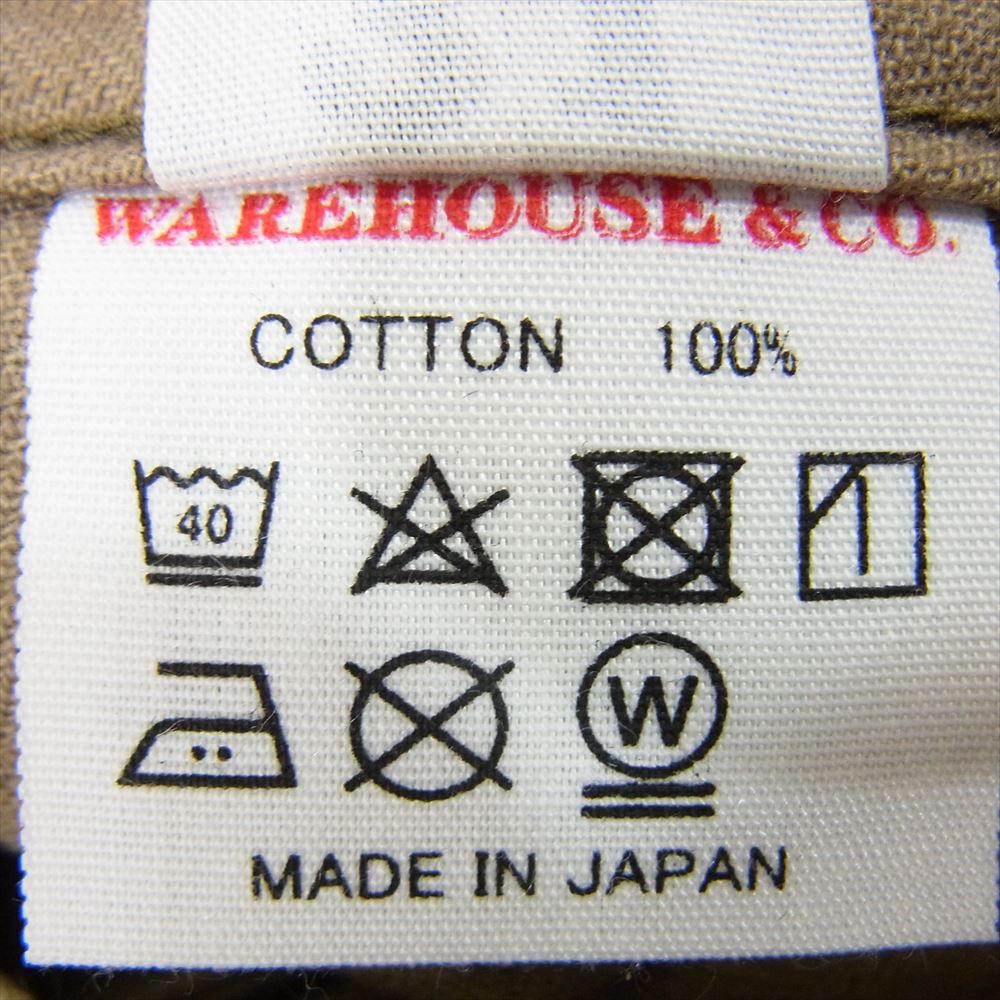 WAREHOUSE & CO.
COTTON 100%
40
W
MADE IN JAPAN